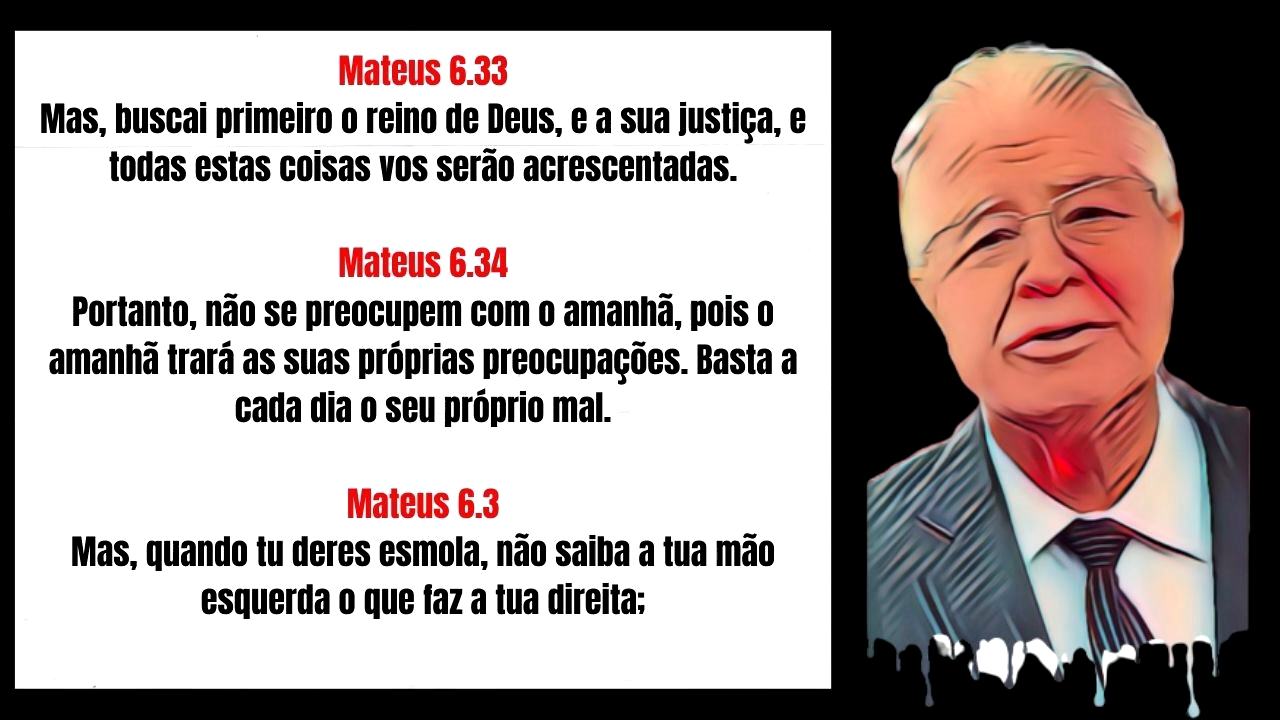 Mateus 6.33
Mas, buscai primeiro o reino de Deus, e a sua justiça, e
todas estas coisas vos serão acrescentadas.
Mateus 6.34
Portanto, não se preocupem com o amanhã, pois o
amanhã trará as suas próprias preocupações. Basta a
cada dia o seu próprio mal.
Mateus 6.3
Mas, quando tu deres esmola, não saiba a tua mão
esquerda o que faz a tua direita;